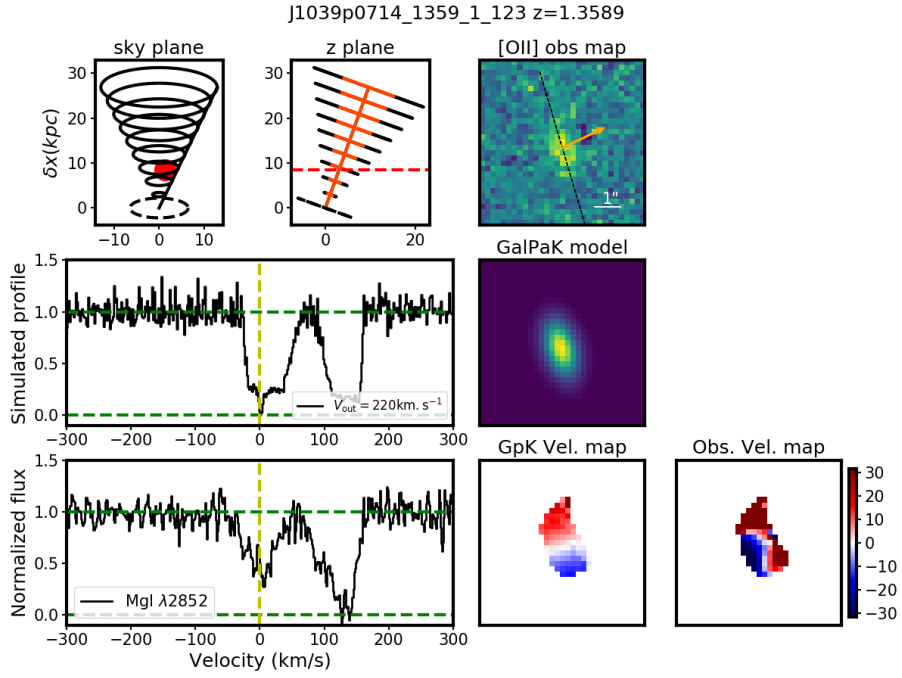 J1039p0714_1359_1_123 z=1.3589
sky plane
z plane
[OII] obs map
δx(kpc)
30
20
10
0
−10 0 10
30
20
10
0
0 20
1"
Simulated profile
1.5
1.0
0.5
0.0
V_out = 220km.s⁻¹
−300 −200 −100 0 100 200 300
GalPaK model
Normalized flux
1.5
1.0
0.5
0.0
MgI λ2852
−300 −200 −100 0 100 200 300
Velocity (km/s)
GpK Vel. map
Obs. Vel. map
30
20
10
0
−10
−20
−30